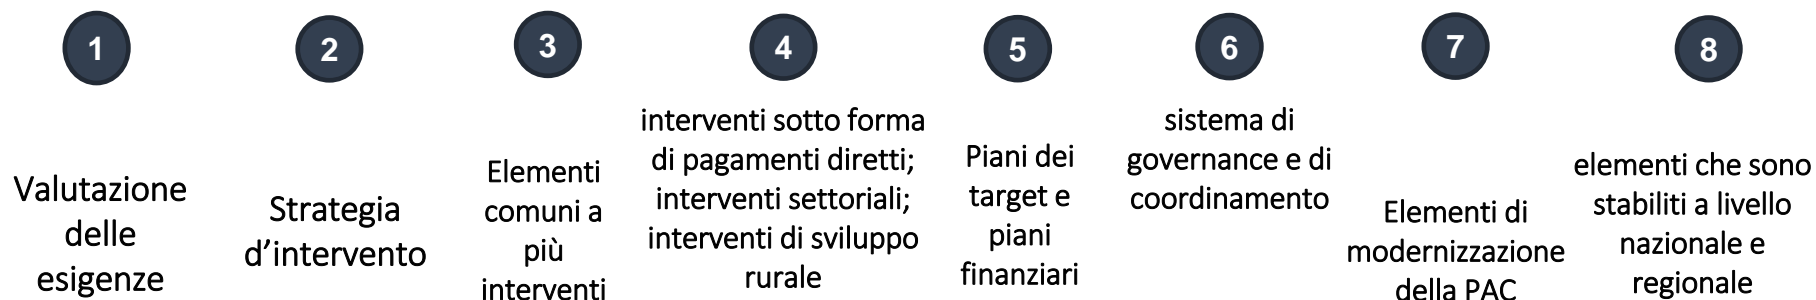 1
Valutazione
delle
esigenze
2
Strategia
d’intervento
3
Elementi
comuni a
più
interventi
4
interventi sotto forma
di pagamenti diretti;
interventi settoriali;
interventi di sviluppo
rurale
5
Piani dei
target e
piani
finanziari
6
sistema di
governance e di
coordinamento
7
Elementi di
modernizzazione
della PAC
8
elementi che sono
stabiliti a livello
nazionale e
regionale